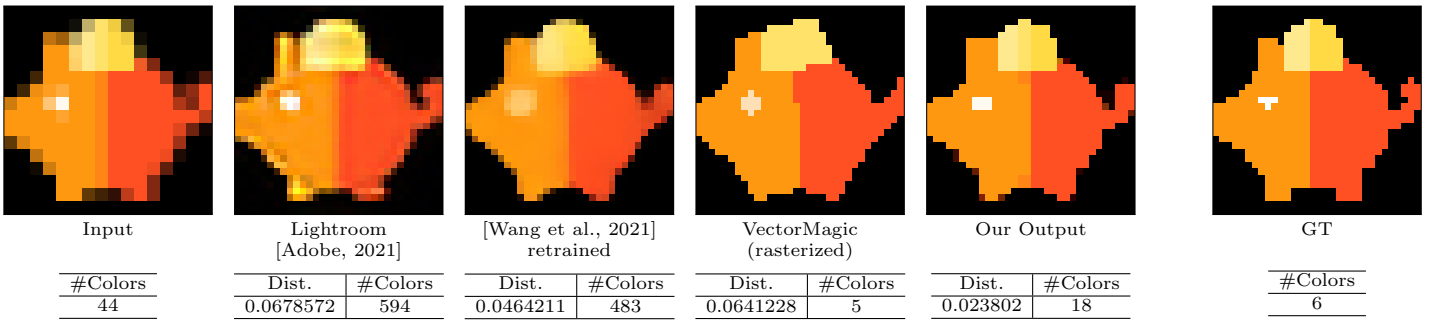 Input
Lightroom
[Adobe, 2021]
[Wang et al., 2021]
retrained
VectorMagic
(rasterized)
Our Output
GT
#Colors
44
Dist. #Colors
0.0678572 594
Dist. #Colors
0.0464211 483
Dist. #Colors
0.0641228 5
Dist. #Colors
0.023802 18
#Colors
6